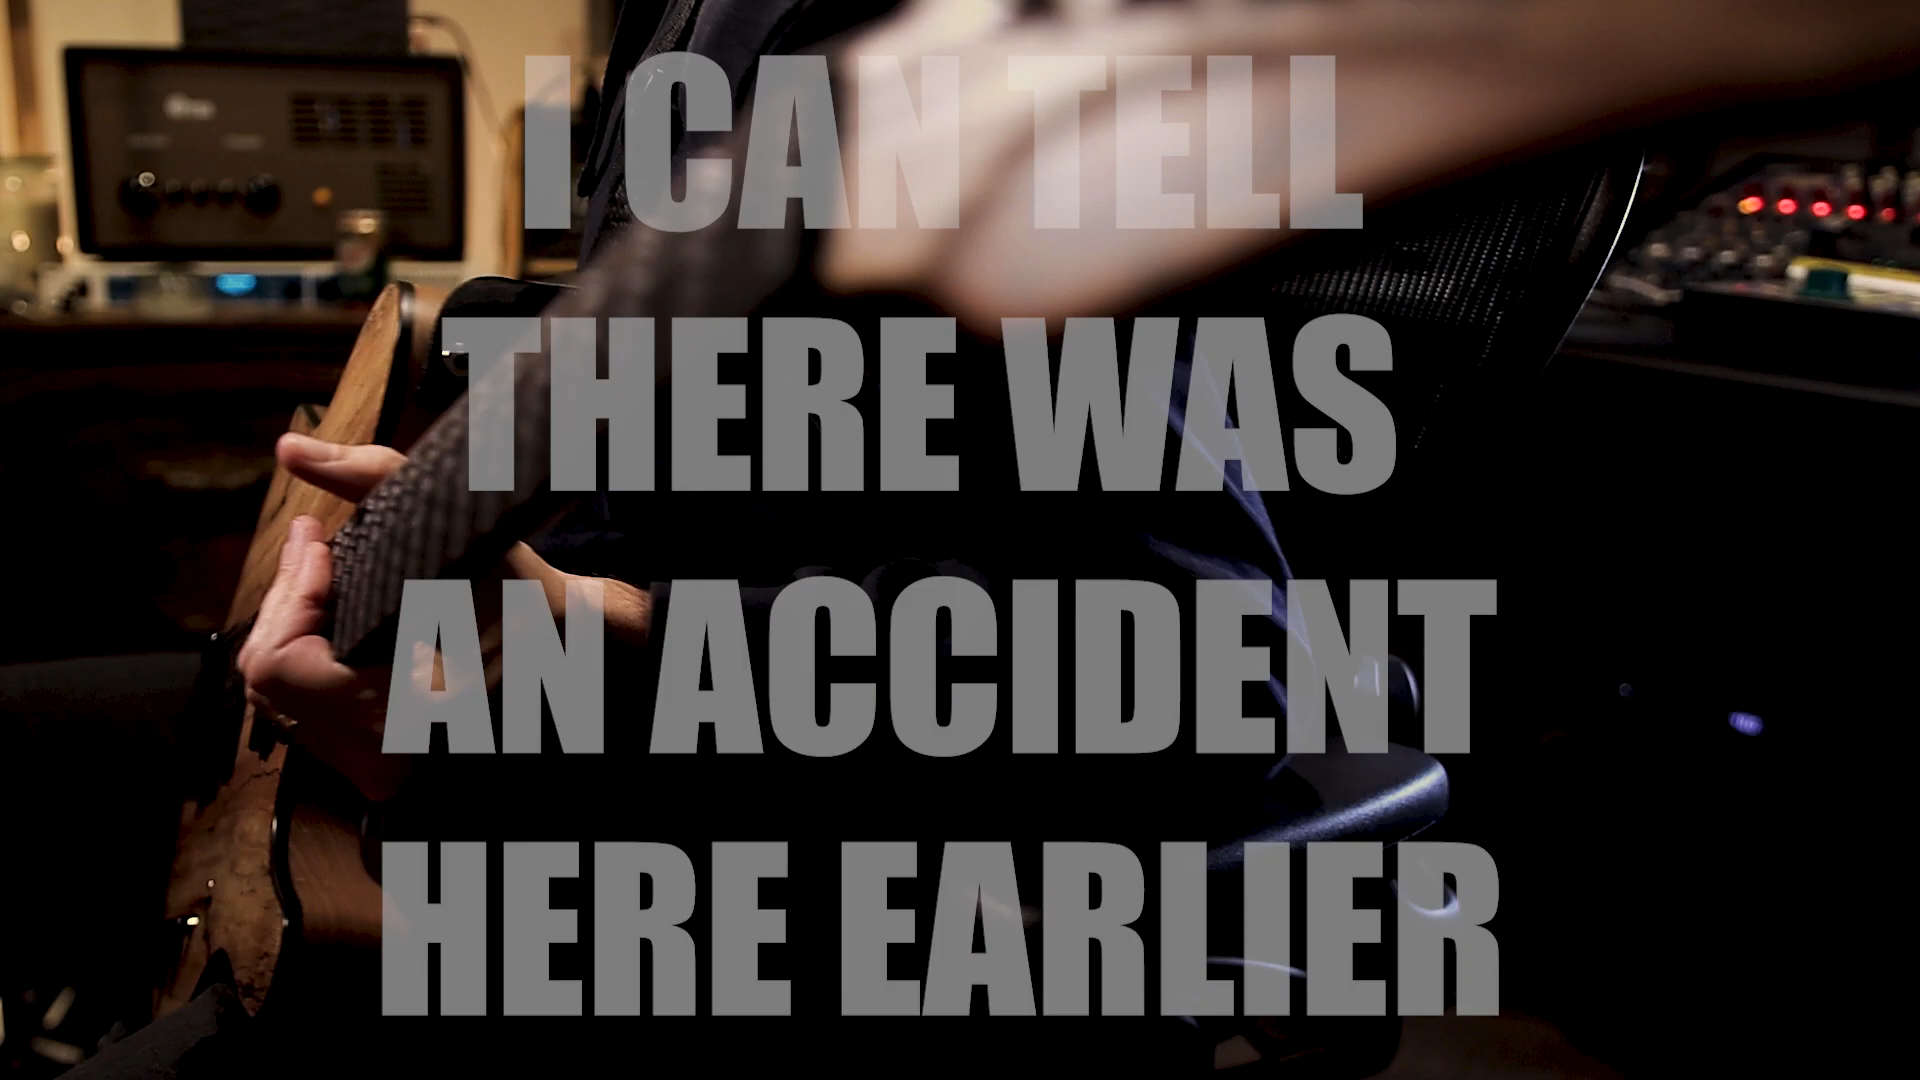 I CAN TELL
THERE WAS
AN ACCIDENT
HERE EARLIER